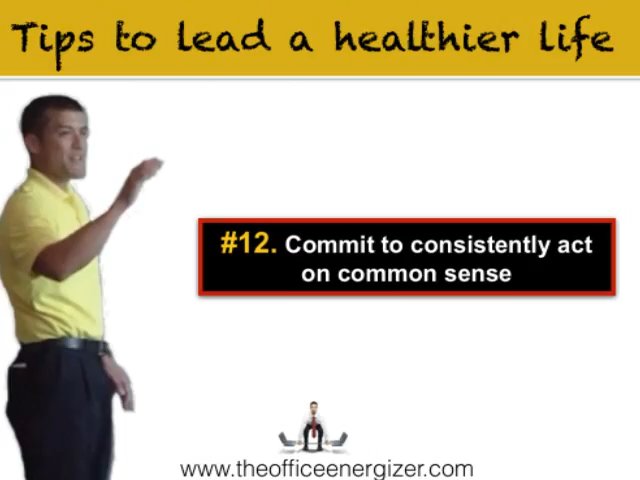 Tips to lead a healthier life
#12. Commit to consistently act
on common sense
www.theofficeenergizer.com